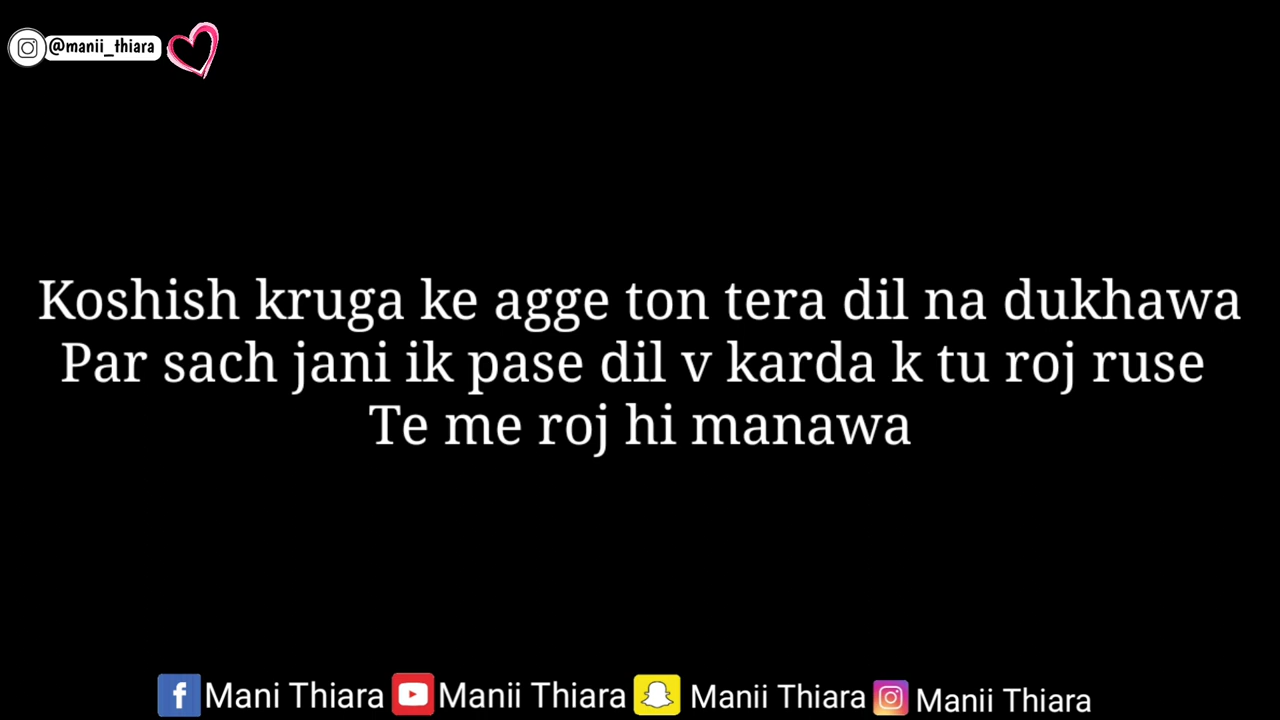 @manii_thiara
Koshish kruga ke agge ton tera dil na dukhawa
Par sach jani ik pase dil v karda k tu roj ruse
Te me roj hi manawa
Mani Thiara Manii Thiara Manii Thiara Manii Thiara